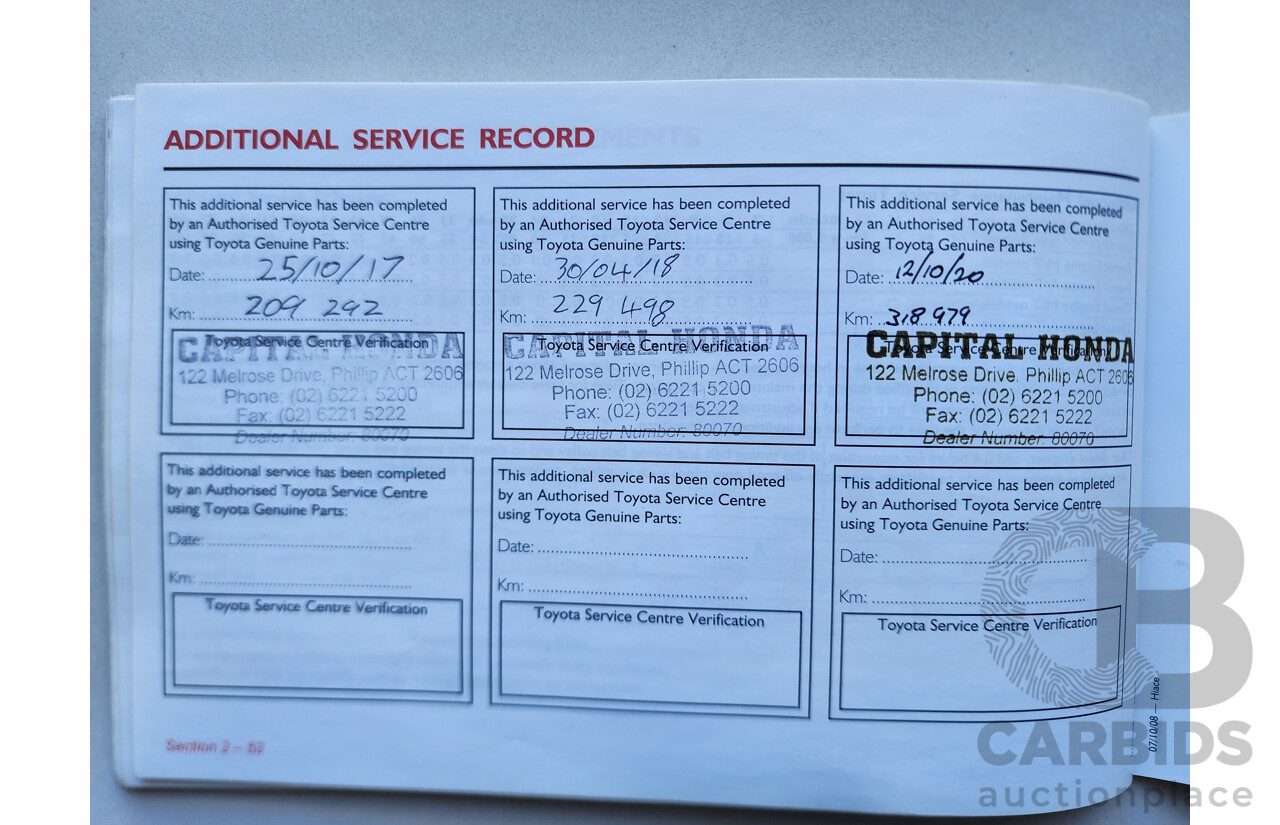 ADDITIONAL SERVICE RECORD
This additional service has been completed
by an Authorised Toyota Service Centre
using Toyota Genuine Parts:
Date: 25/10/17
Km: 209 292
Toyota Service Centre Verification
CAPITAL HONDA
122 Melrose Drive, Phillip ACT 2606
Phone: (02) 6221 5200
Fax: (02) 6221 5222
Dealer Number: 80070
This additional service has been completed
by an Authorised Toyota Service Centre
using Toyota Genuine Parts:
Date: 30/04/18
Km: 229 498
Toyota Service Centre Verification
CAPITAL HONDA
122 Melrose Drive, Phillip ACT 2606
Phone: (02) 6221 5200
Fax: (02) 6221 5222
Dealer Number: 80070
This additional service has been completed
by an Authorised Toyota Service Centre
using Toyota Genuine Parts:
Date: 12/10/20
Km: 318 979
Toyota Service Centre Verification
CAPITAL HONDA
122 Melrose Drive. Phillip ACT 2606
Phone: (02) 6221 5200
Fax: (02) 6221 5222
Dealer Number: 80070
This additional service has been completed
by an Authorised Toyota Service Centre
using Toyota Genuine Parts:
Date:
Km:
Toyota Service Centre Verification
This additional service has been completed
by an Authorised Toyota Service Centre
using Toyota Genuine Parts:
Date:
Km:
Toyota Service Centre Verification
This additional service has been completed
by an Authorised Toyota Service Centre
using Toyota Genuine Parts:
Date:
Km:
Toyota Service Centre Verification
Section 2 – 52
07/10/08 — Hiace
CB
CARBIDS
auctionplace